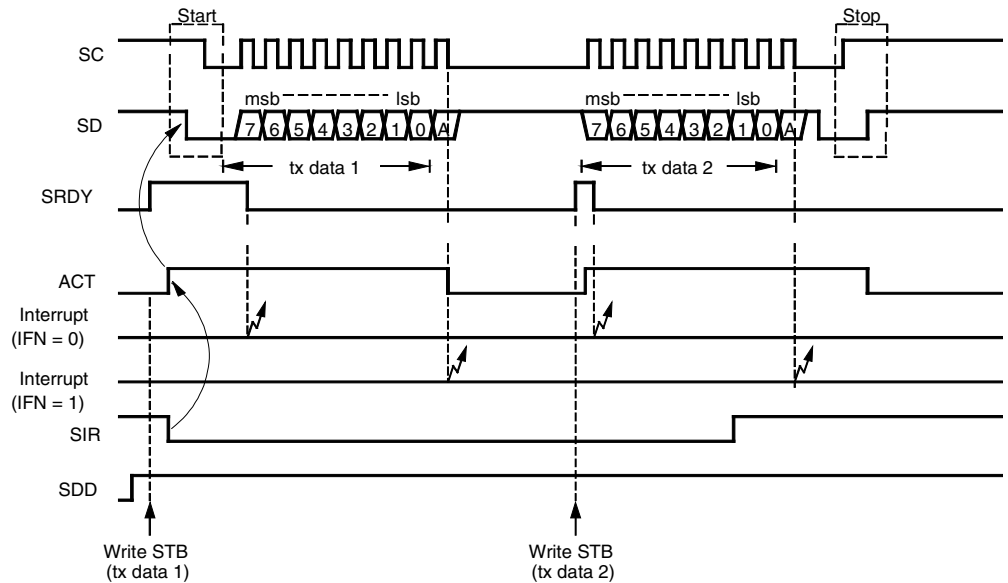 Start
Stop
SC
msb lsb
msb lsb
SD
7 6 5 4 3 2 1 0 A
7 6 5 4 3 2 1 0 A
tx data 1
tx data 2
SRDY
ACT
Interrupt
(IFN = 0)
Interrupt
(IFN = 1)
SIR
SDD
Write STB
(tx data 1)
Write STB
(tx data 2)